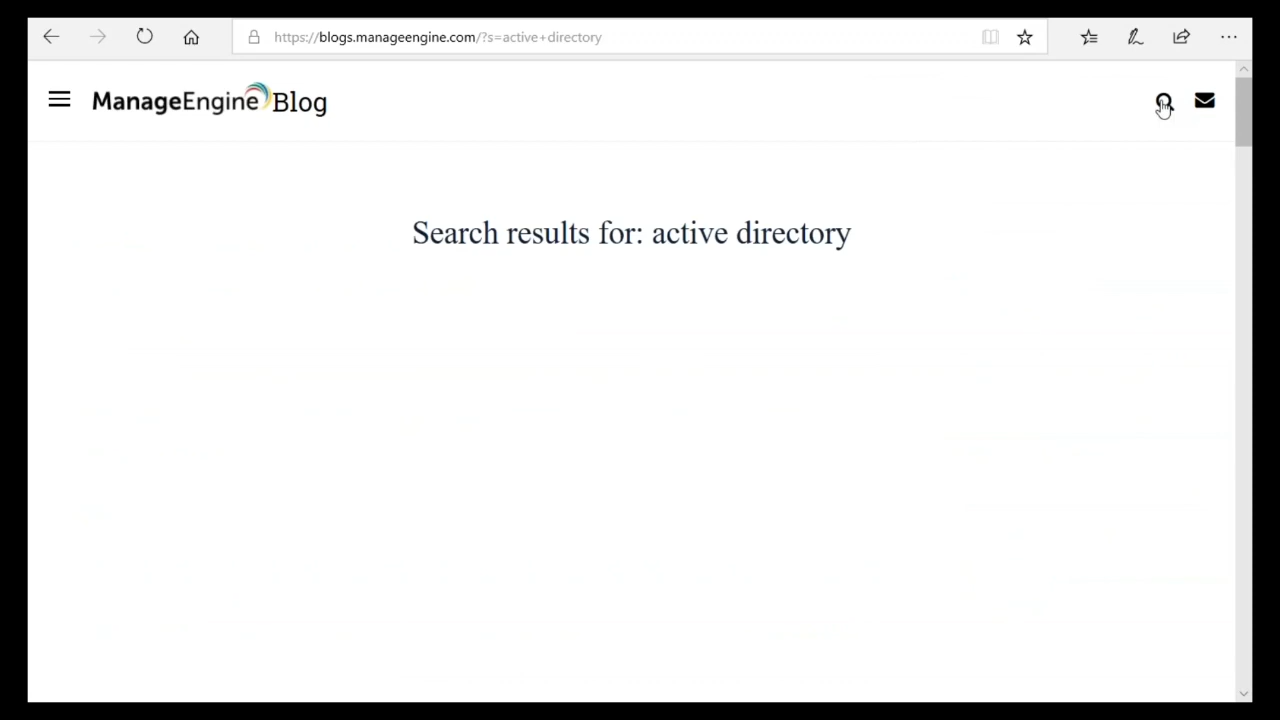 https://blogs.manageengine.com/?s=active+directory
ManageEngine Blog
Search results for: active directory